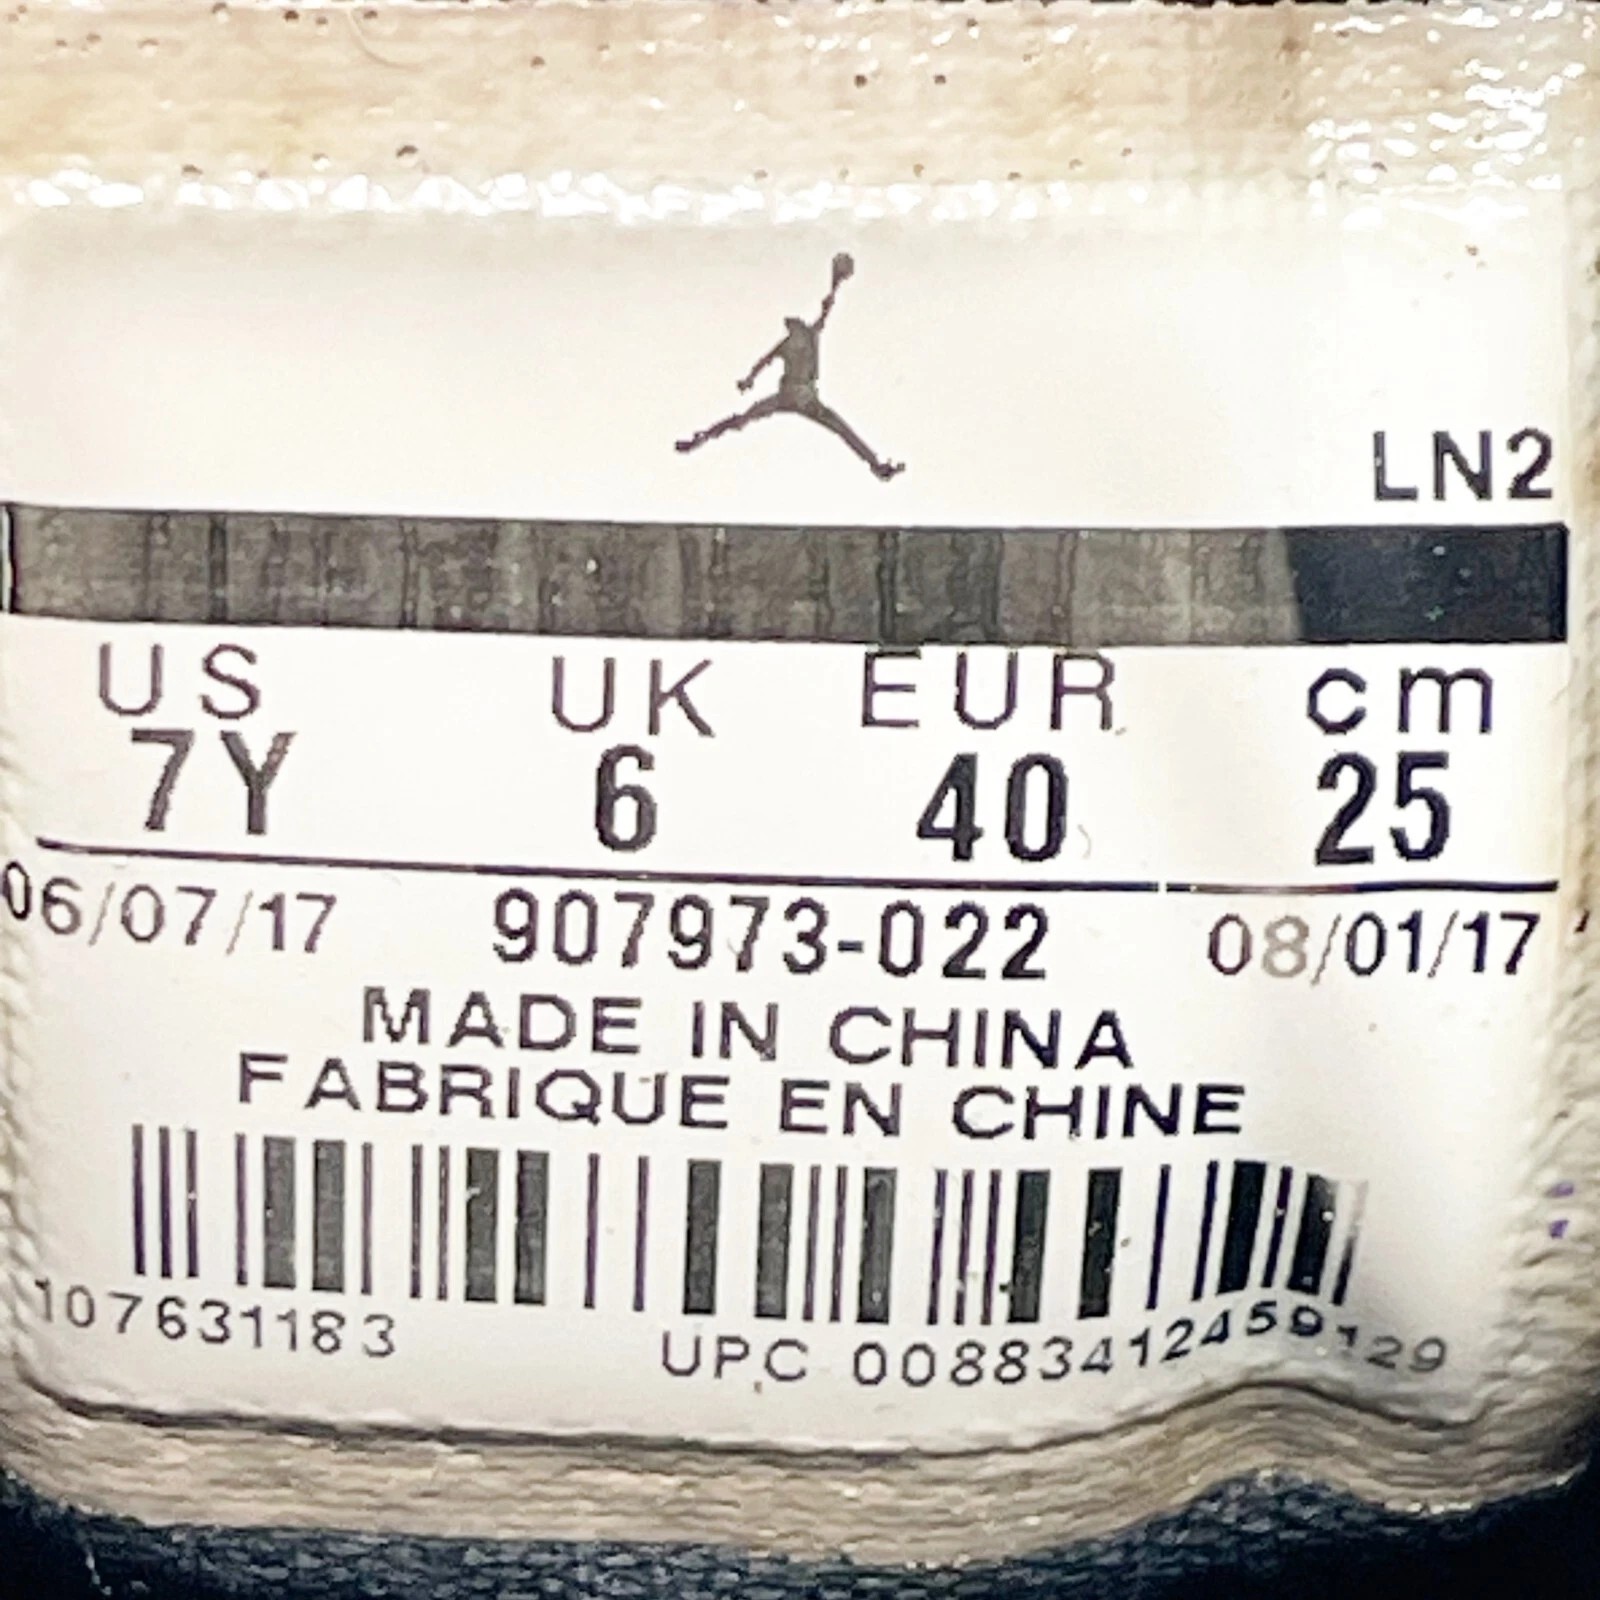 LN2
US UK EUR cm
7Y 6 40 25
06/07/17 907973-022 08/01/17
MADE IN CHINA
FABRIQUE EN CHINE
107631183 UPC 00883412459129